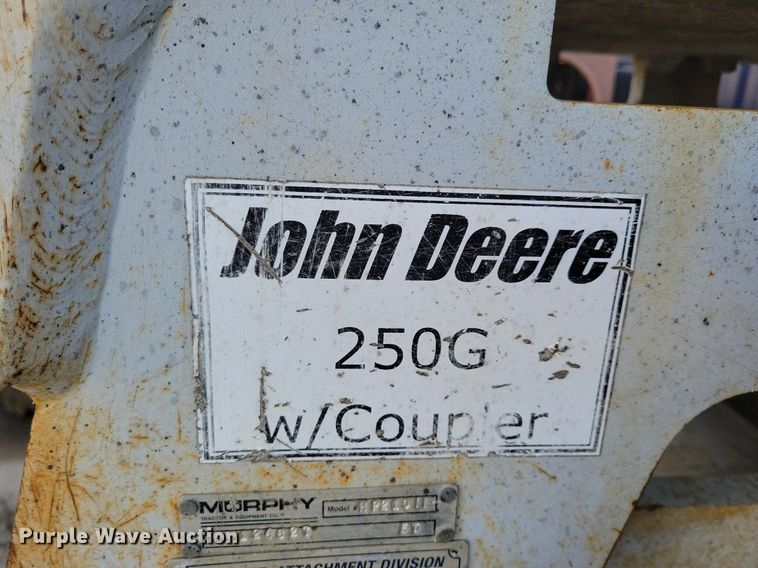 John Deere
250G
w/Coupler
MURPHY
TRACTOR & EQUIPMENT CO.
Model
Purple Wave Auction
ATTACHMENT DIVISION